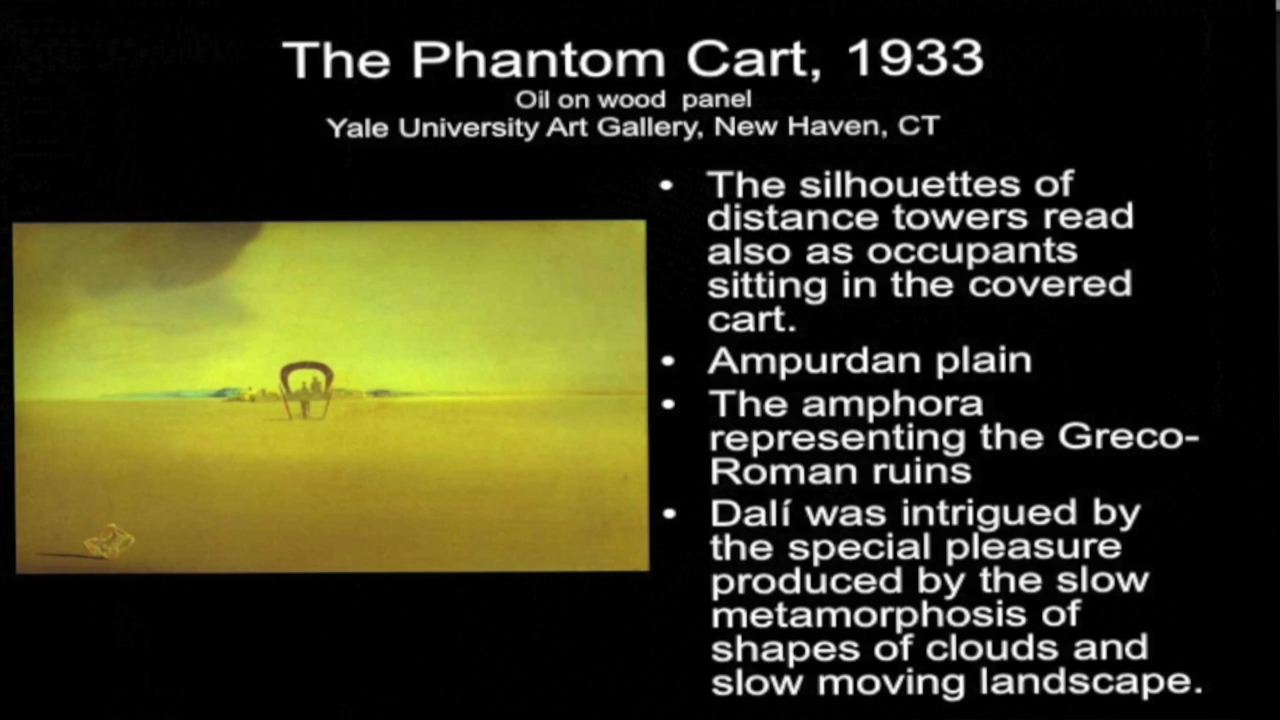 The Phantom Cart, 1933
Oil on wood panel
Yale University Art Gallery, New Haven, CT
• The silhouettes of
distance towers read
also as occupants
sitting in the covered
cart.
• Ampurdan plain
• The amphora
representing the Greco-
Roman ruins
• Dalí was intrigued by
the special pleasure
produced by the slow
metamorphosis of
shapes of clouds and
slow moving landscape.